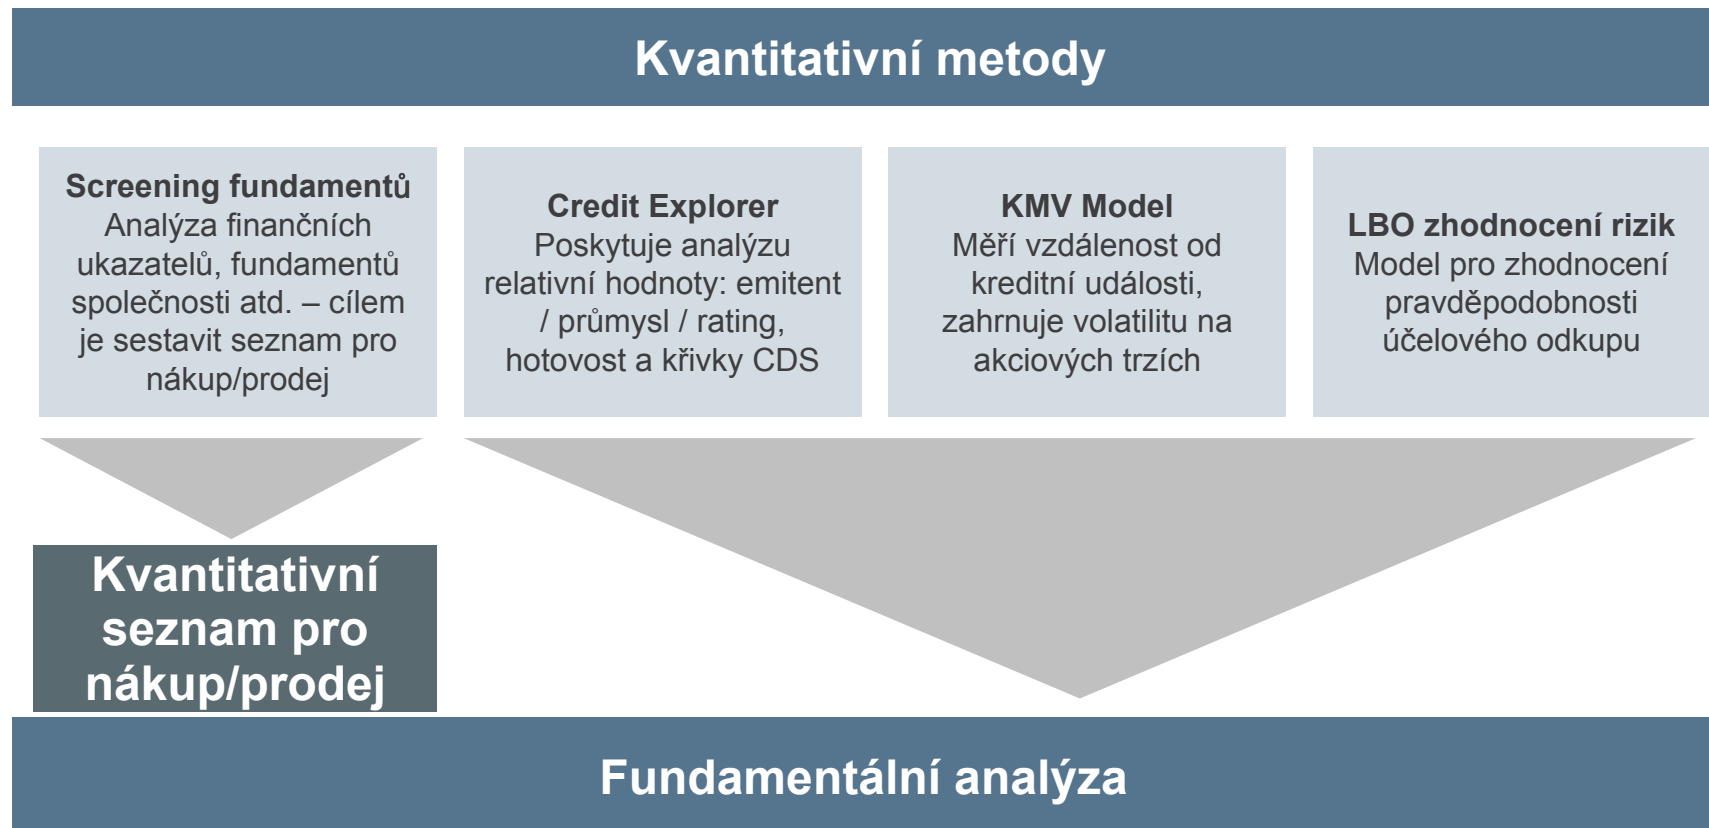 Kvantitativní metody
Screening fundamentů
Analýza finančních
ukazatelů, fundamentů
společnosti atd. – cílem
je sestavit seznam pro
nákup/prodej
Credit Explorer
Poskytuje analýzu
relativní hodnoty: emitent
/ průmysl / rating,
hotovost a křivky CDS
KMV Model
Měří vzdálenost od
kreditní události,
zahrnuje volatilitu na
akciových trzích
LBO zhodnocení rizik
Model pro zhodnocení
pravděpodobnosti
účelového odkupu
Kvantitativní
seznam pro
nákup/prodej
Fundamentální analýza